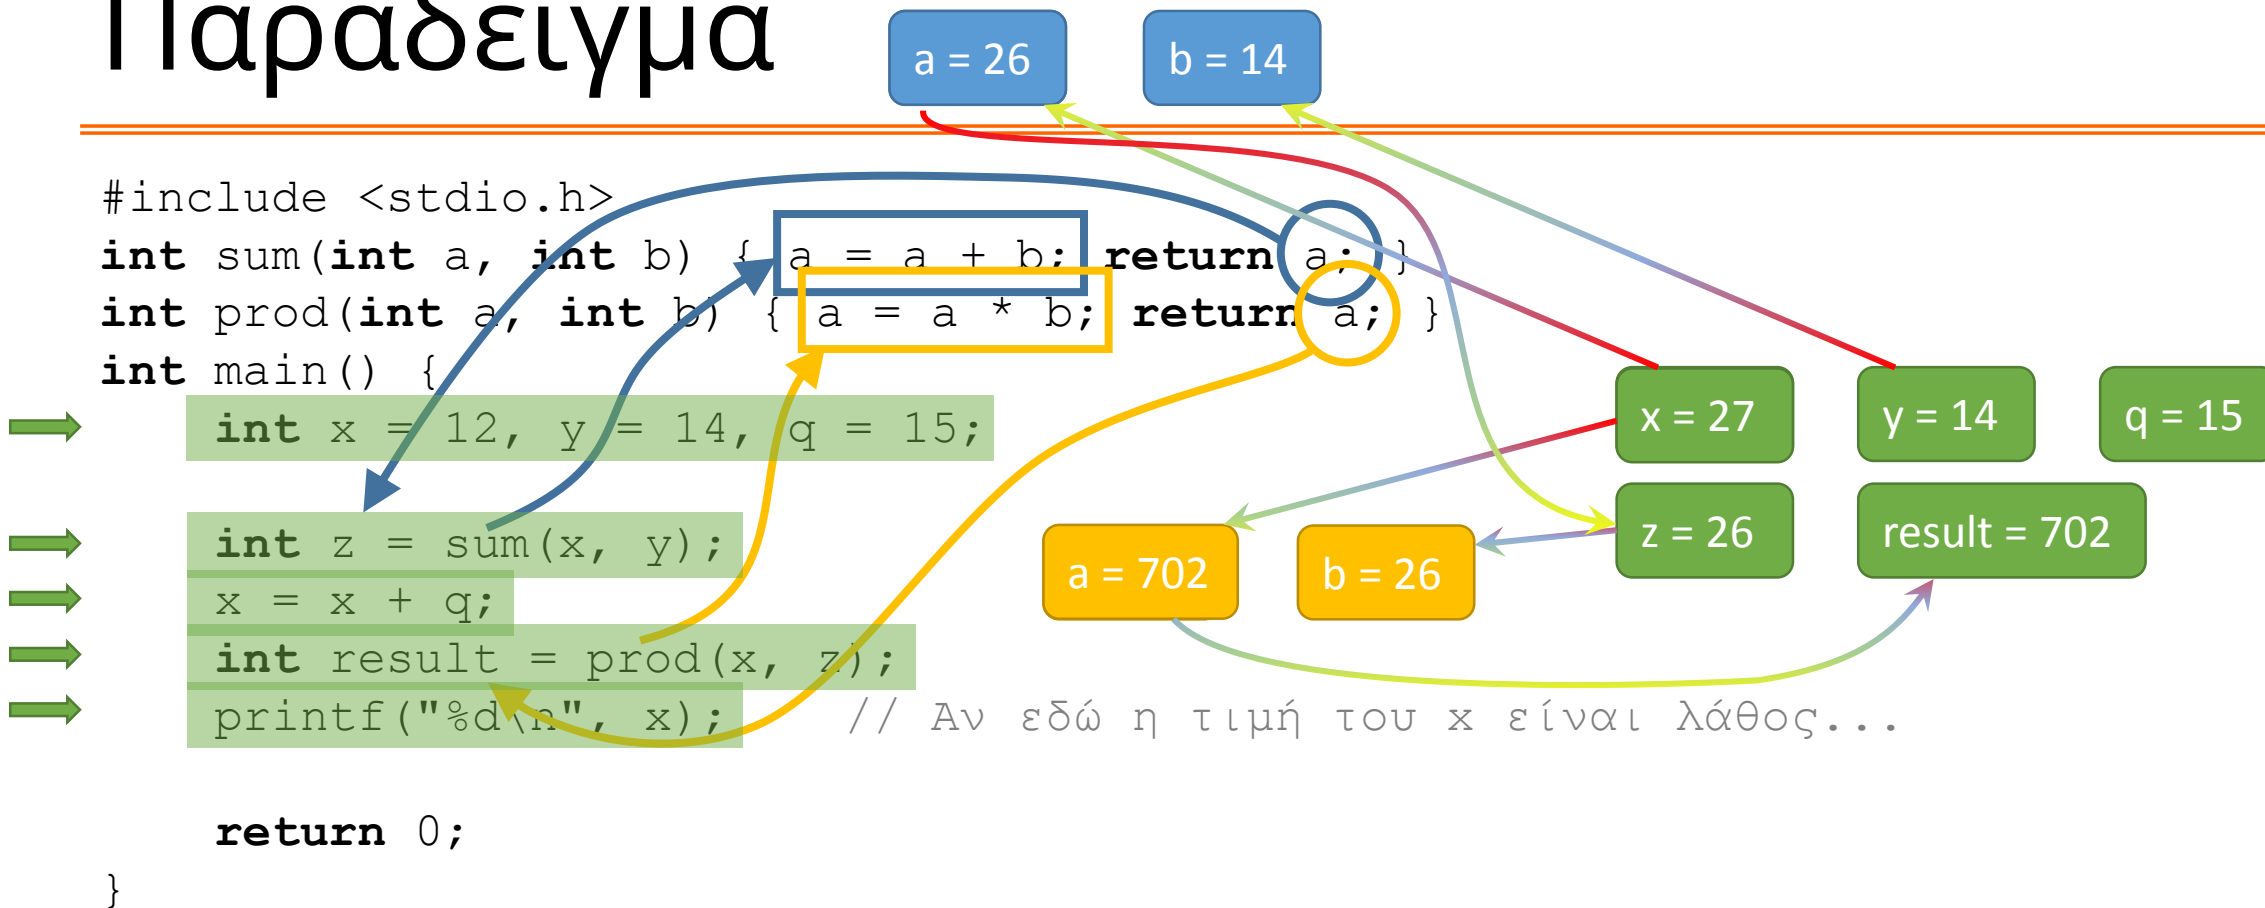 Παράδειγμα
a = 26
b = 14
#include <stdio.h>
int sum(int a, int b) { a = a + b; return a; }
int prod(int a, int b) { a = a * b; return a; }
int main() {
int x = 12, y = 14, q = 15;
x = 27
y = 14
q = 15
int z = sum(x, y);
z = 26
result = 702
a = 702
b = 26
x = x + q;
int result = prod(x, z);
printf("%d\n", x); // Αν εδώ η τιμή του x είναι λάθος...
return 0;
}